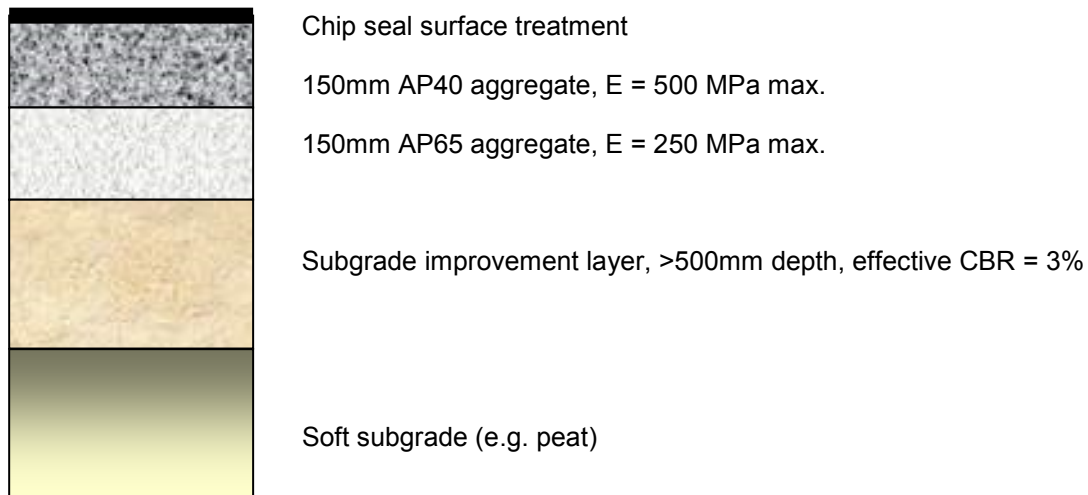 Chip seal surface treatment
150mm AP40 aggregate, E = 500 MPa max.
150mm AP65 aggregate, E = 250 MPa max.
Subgrade improvement layer, >500mm depth, effective CBR = 3%
Soft subgrade (e.g. peat)